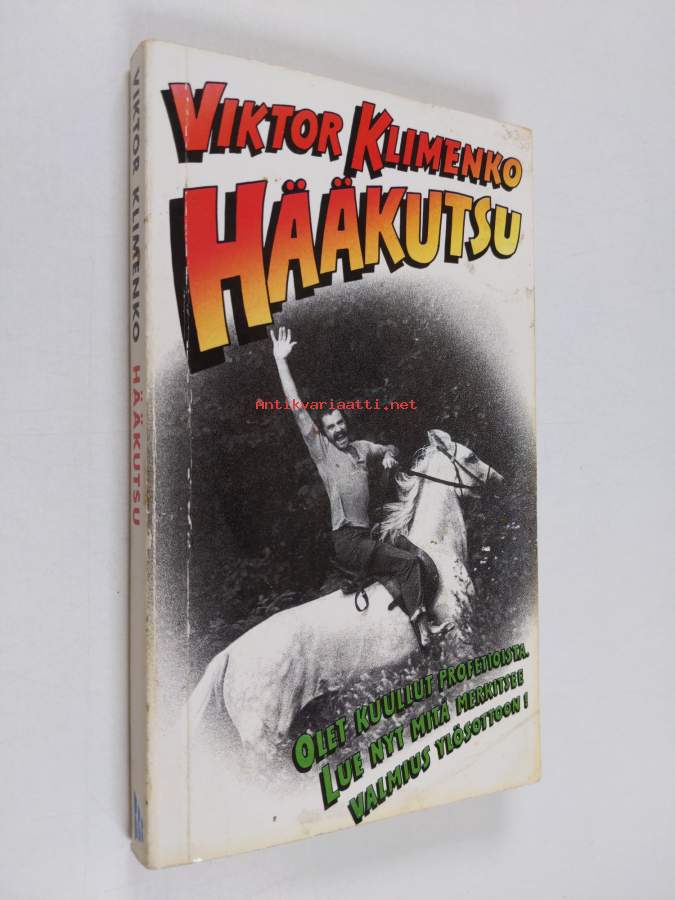 VIKTOR KLIMENKO
HÄÄKUTSU
OLET KUULLUT PROFETIOISTA.
LUE NYT MITÄ MERKITSEE
VALMIUS YLÖSOTTOON !
VIKTOR KLIMENKO HÄÄKUTSU
Antikvariaatti.net